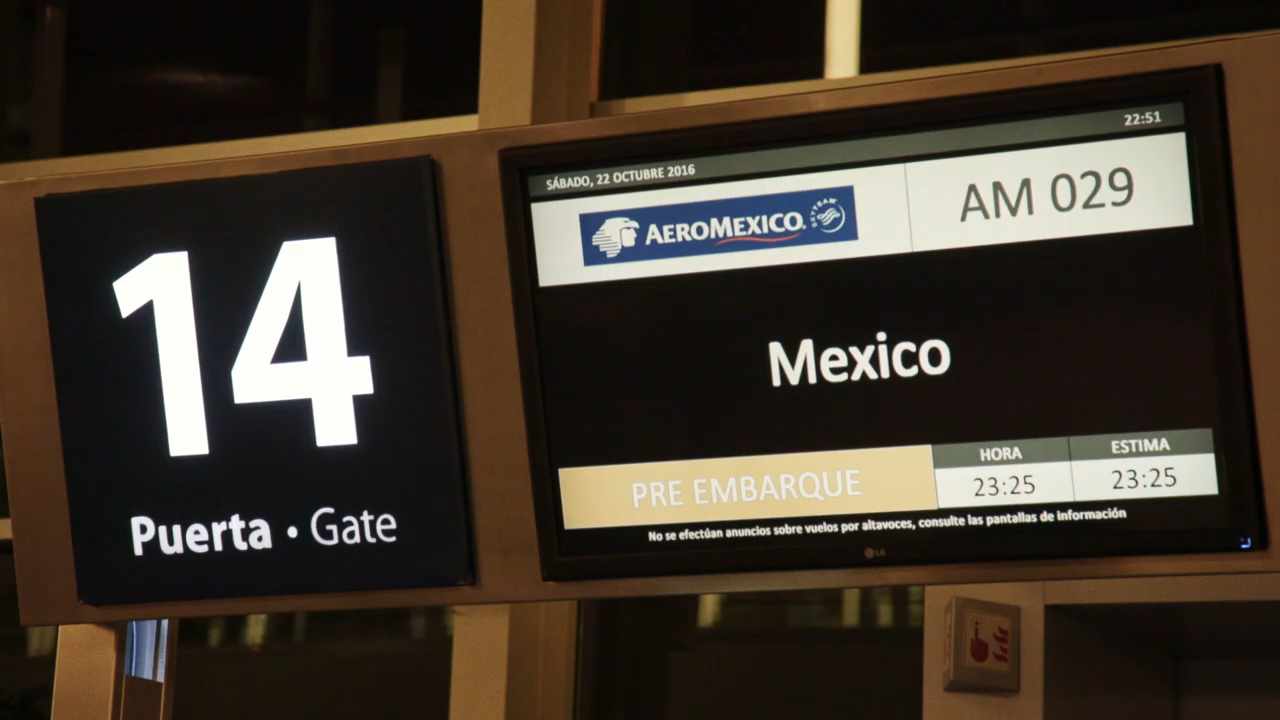 14
Puerta • Gate
22:51
SÁBADO, 22 OCTUBRE 2016
AEROMEXICO. SKYTEAM
AM 029
Mexico
HORA
ESTIMA
PRE EMBARQUE
23:25
23:25
No se efectúan anuncios sobre vuelos por altavoces, consulte las pantallas de información
LG